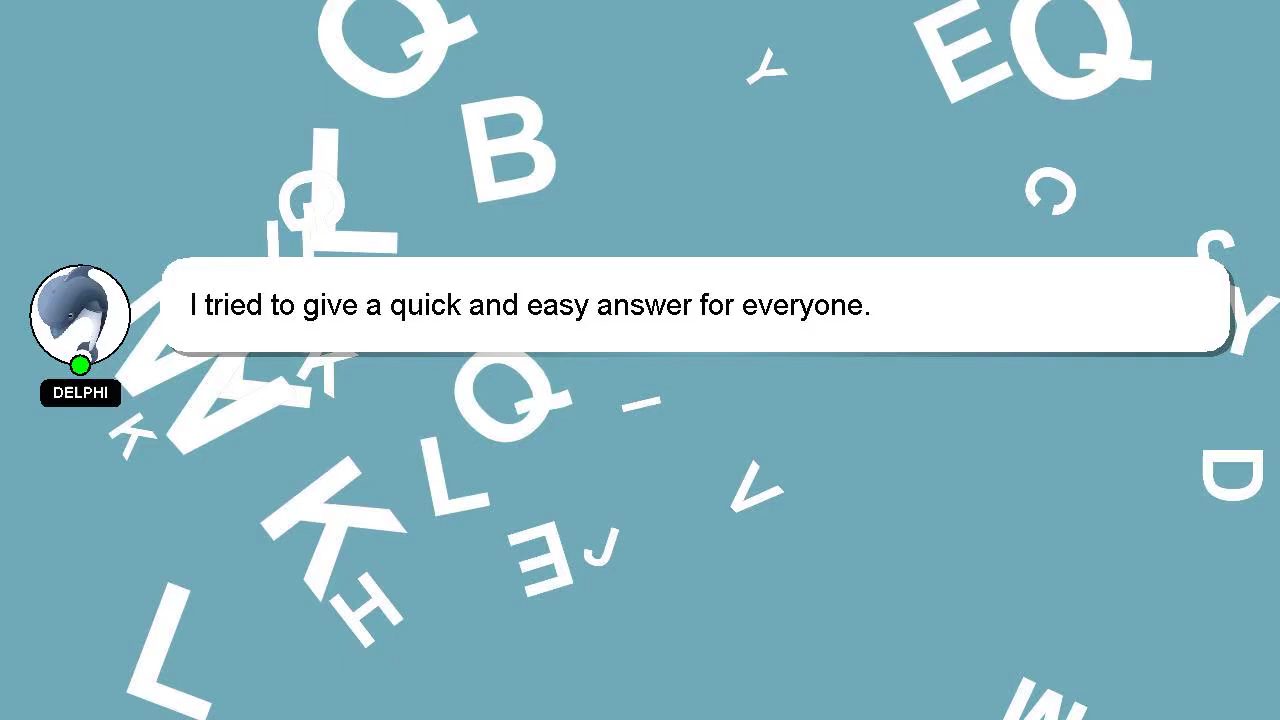 Q
Y
E
Q
B
I
Q
C
L
L
J
I tried to give a quick and easy answer for everyone.
Y
DELPHI
K
K
Q
I
L
V
D
K
E
J
H
L
W